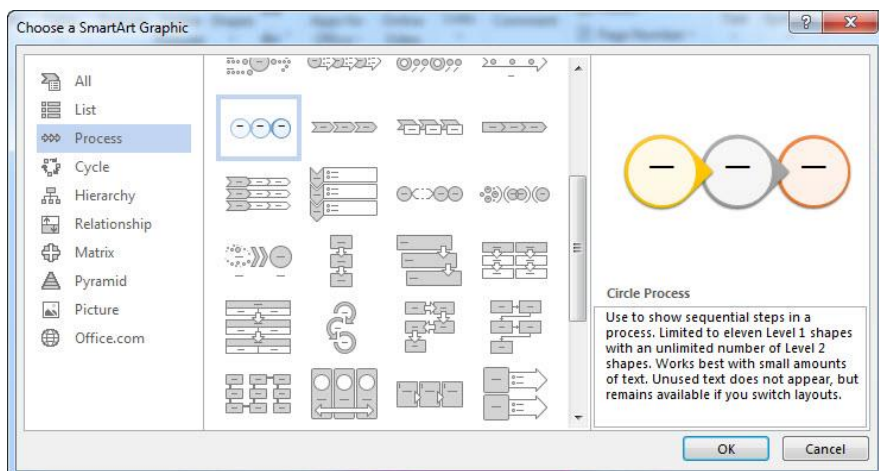 Choose a SmartArt Graphic
All
List
Process
Cycle
Hierarchy
Relationship
Matrix
Pyramid
Picture
Office.com
Circle Process
Use to show sequential steps in a
process. Limited to eleven Level 1 shapes
with an unlimited number of Level 2
shapes. Works best with small amounts
of text. Unused text does not appear, but
remains available if you switch layouts.
OK
Cancel